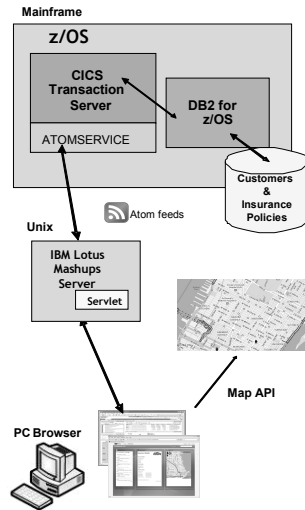 Mainframe
z/OS
CICS
Transaction
Server
ATOMSERVICE
DB2 for
z/OS
Customers
&
Insurance
Policies
Atom feeds
Unix
IBM Lotus
Mashups
Server
Servlet
Map API
PC Browser